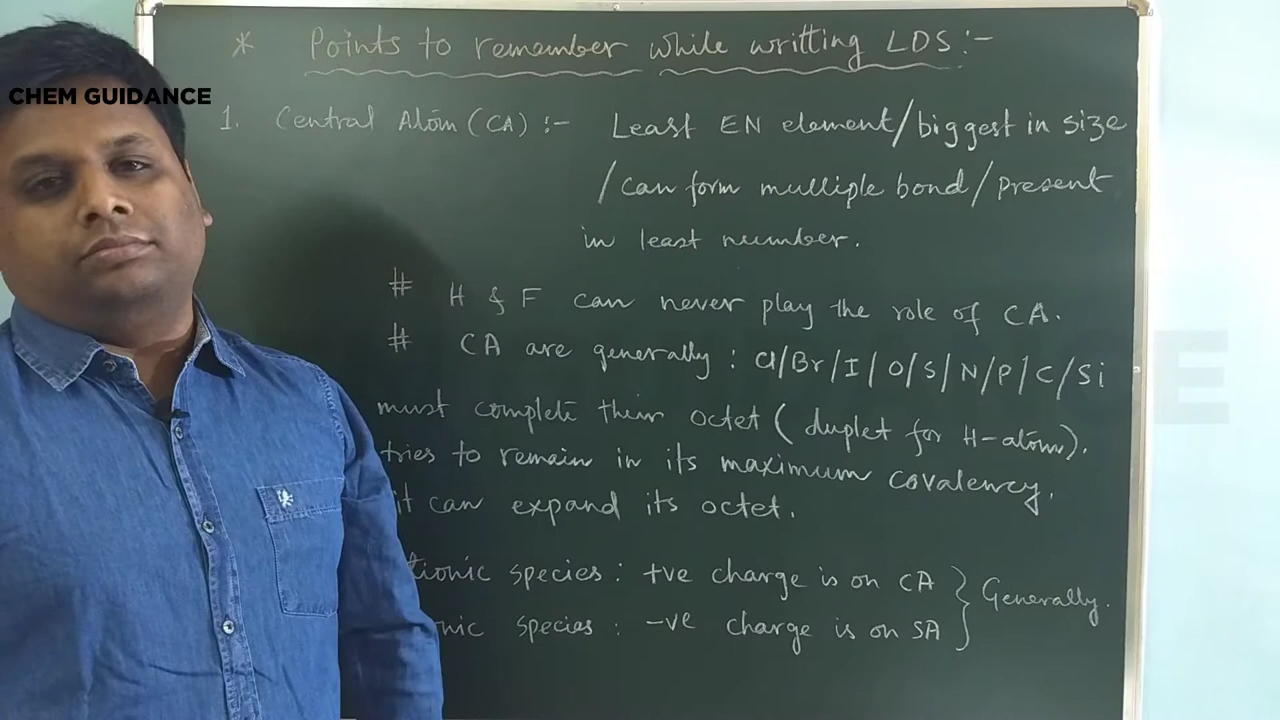 * Points to remember while writting LDS:-
CHEM GUIDANCE
1. Central Atom (CA) :- Least EN element/biggest in size
/can form multiple bond/present
in least number.
# H & F can never play the role of CA.
# CA are generally : Cl/Br/I/O/S/N/P/C/Si
must complete their octet (duplet for H-atom).
tries to remain in its maximum covalency.
it can expand its octet.
tionic species : +ve charge is on CA } Generally.
onic species : -ve charge is on SA